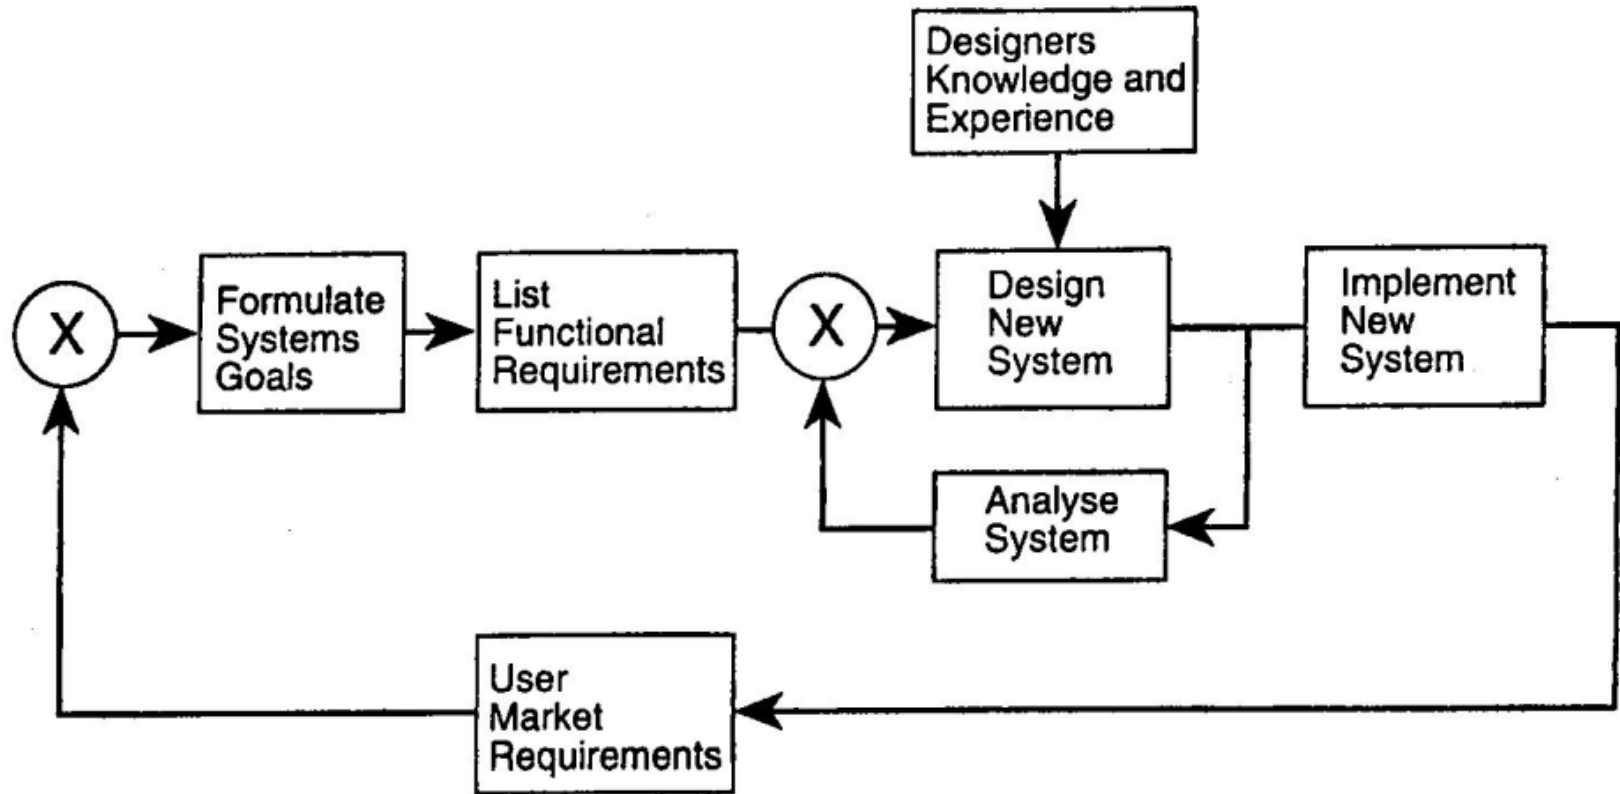 Designers
Knowledge and
Experience
X
Formulate
Systems
Goals
List
Functional
Requirements
X
Design
New
System
Implement
New
System
Analyse
System
User
Market
Requirements